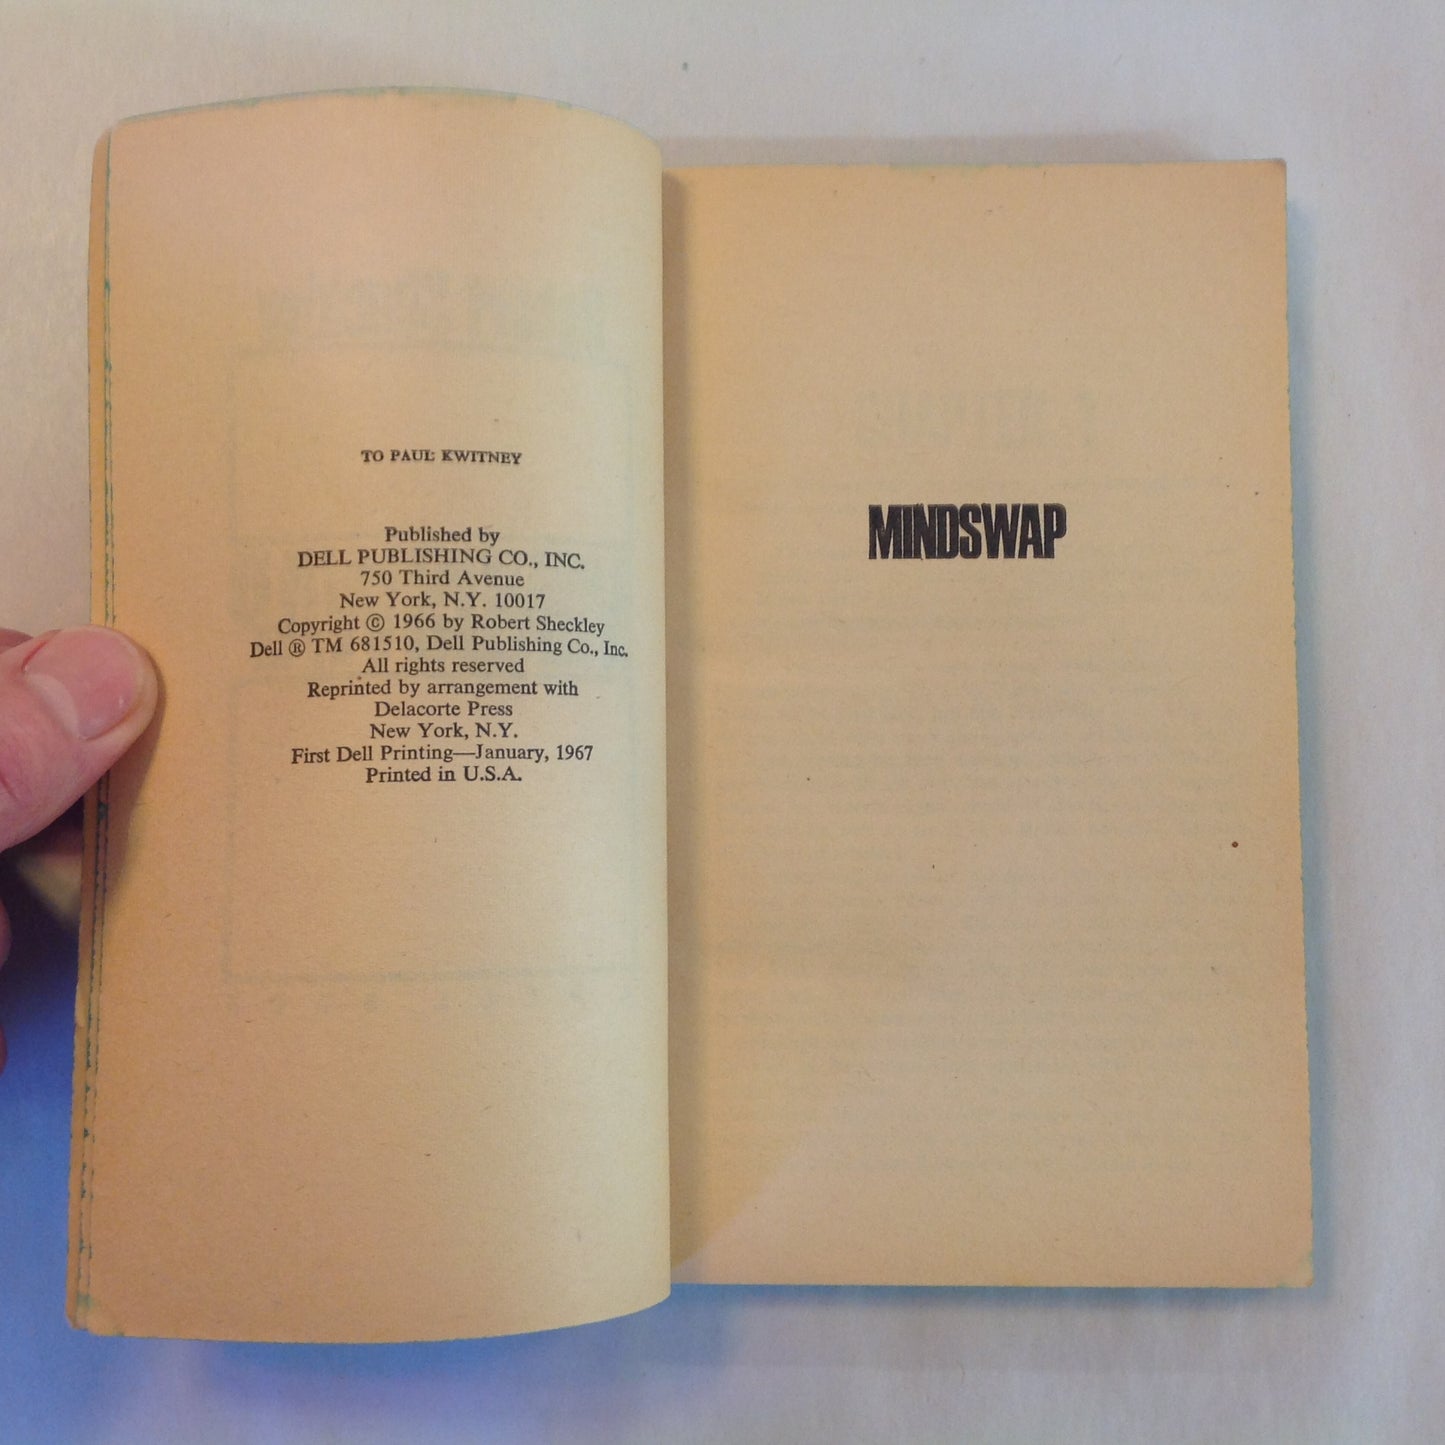 TO PAUL KWITNEY
Published by
DELL PUBLISHING CO., INC.
750 Third Avenue
New York, N.Y. 10017
Copyright © 1966 by Robert Sheckley
Dell ® TM 681510, Dell Publishing Co., Inc.
All rights reserved
Reprinted by arrangement with
Delacorte Press
New York, N.Y.
First Dell Printing—January, 1967
Printed in U.S.A.
MINDSWAP